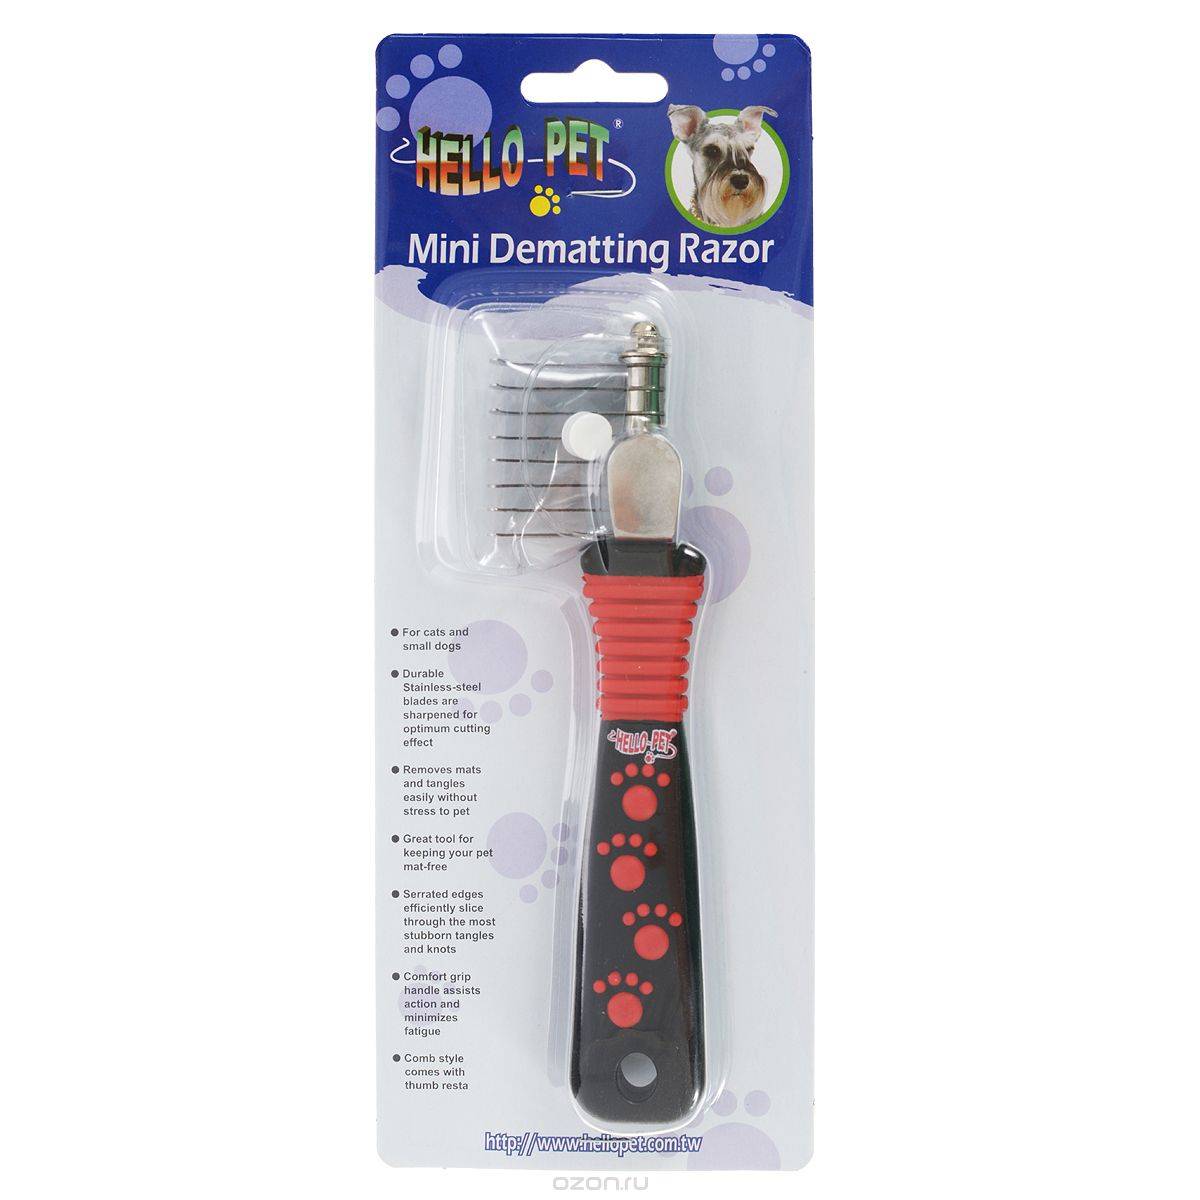 HELLO PET ®
Mini Dematting Razor
For cats and
small dogs
Durable
Stainless-steel
blades are
sharpened for
optimum cutting
effect
Removes mats
and tangles
easily without
stress to pet
Great tool for
keeping your pet
mat-free
Serrated edges
efficiently slice
through the most
stubborn tangles
and knots
Comfort grip
handle assists
action and
minimizes
fatigue
Comb style
comes with
thumb resta
HELLO-PET
http://www.hellopet.com.tw
ozon.ru